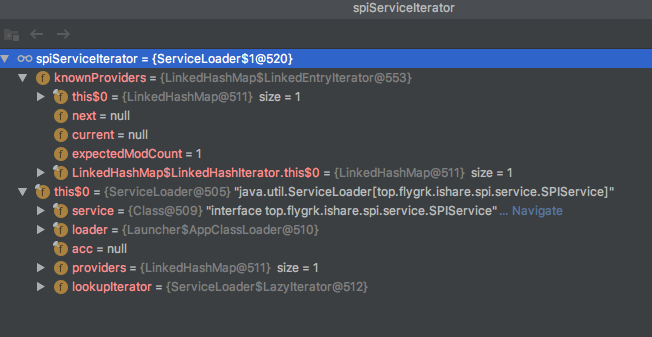 spiServiceIterator
spiServiceIterator = {ServiceLoader$1@520}
knownProviders = {LinkedHashMap$LinkedEntryIterator@553}
this$0 = {LinkedHashMap@511} size = 1
next = null
current = null
expectedModCount = 1
LinkedHashMap$LinkedHashIterator.this$0 = {LinkedHashMap@511} size = 1
this$0 = {ServiceLoader@505} "java.util.ServiceLoader[top.flygrk.ishare.spi.service.SPIService]"
service = {Class@509} "interface top.flygrk.ishare.spi.service.SPIService"... Navigate
loader = {Launcher$AppClassLoader@510}
acc = null
providers = {LinkedHashMap@511} size = 1
lookupIterator = {ServiceLoader$LazyIterator@512}